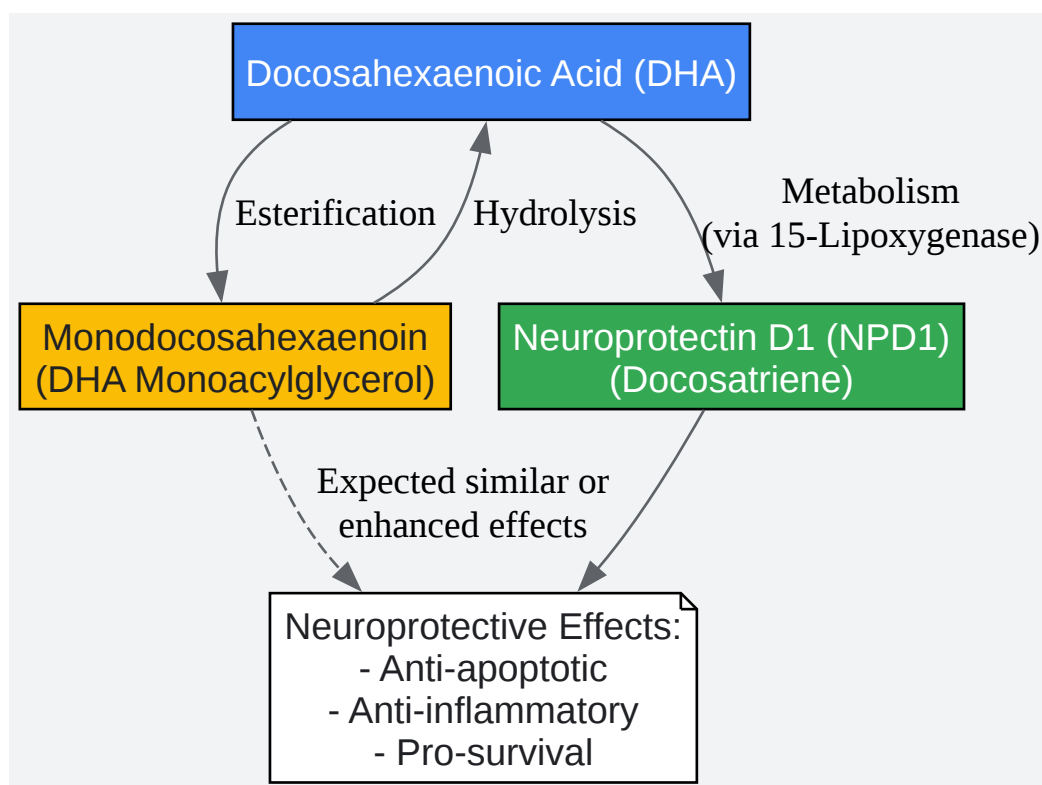 Docosahexaenoic Acid (DHA)
Esterification
Hydrolysis
Metabolism
(via 15-Lipoxygenase)
Monodocosahexaenoin
(DHA Monoacylglycerol)
Neuroprotectin D1 (NPD1)
(Docosatriene)
Expected similar or
enhanced effects
Neuroprotective Effects:
- Anti-apoptotic
- Anti-inflammatory
- Pro-survival